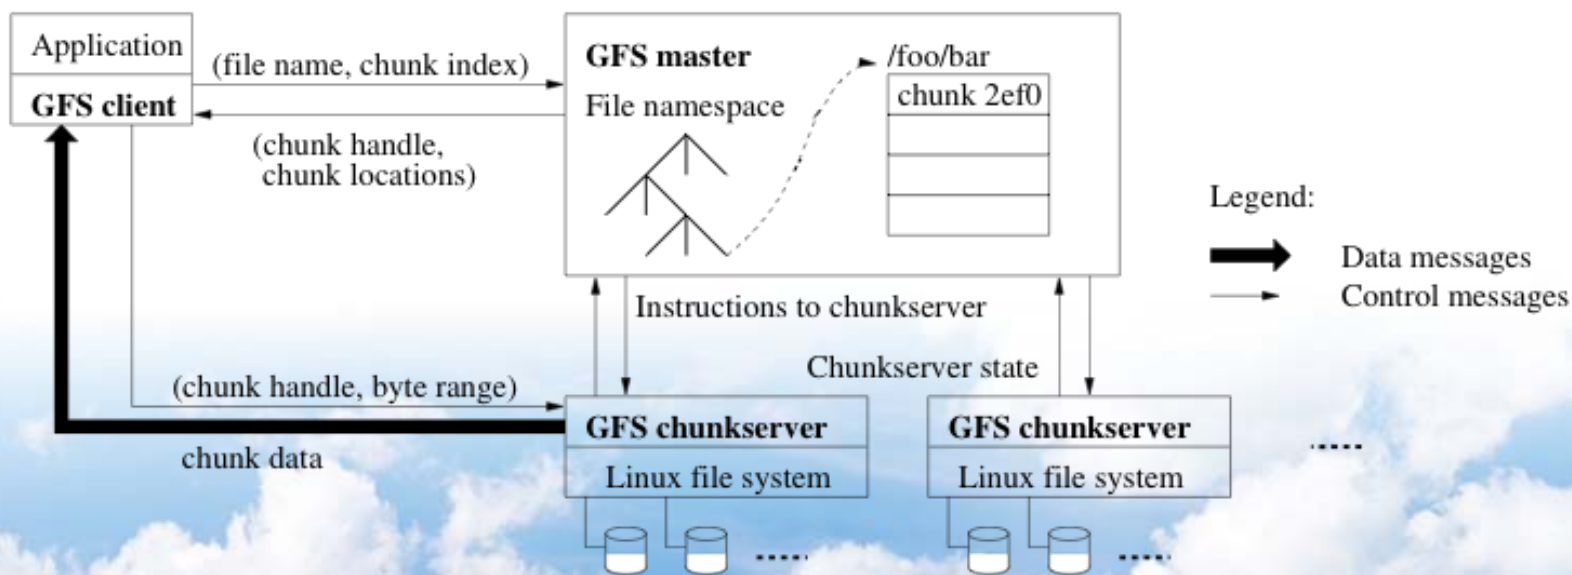 Application
GFS client
(file name, chunk index)
(chunk handle,
chunk locations)
GFS master
File namespace
/foo/bar
chunk 2ef0
Legend:
Data messages
Control messages
Instructions to chunkserver
Chunkserver state
(chunk handle, byte range)
chunk data
GFS chunkserver
Linux file system
GFS chunkserver
Linux file system